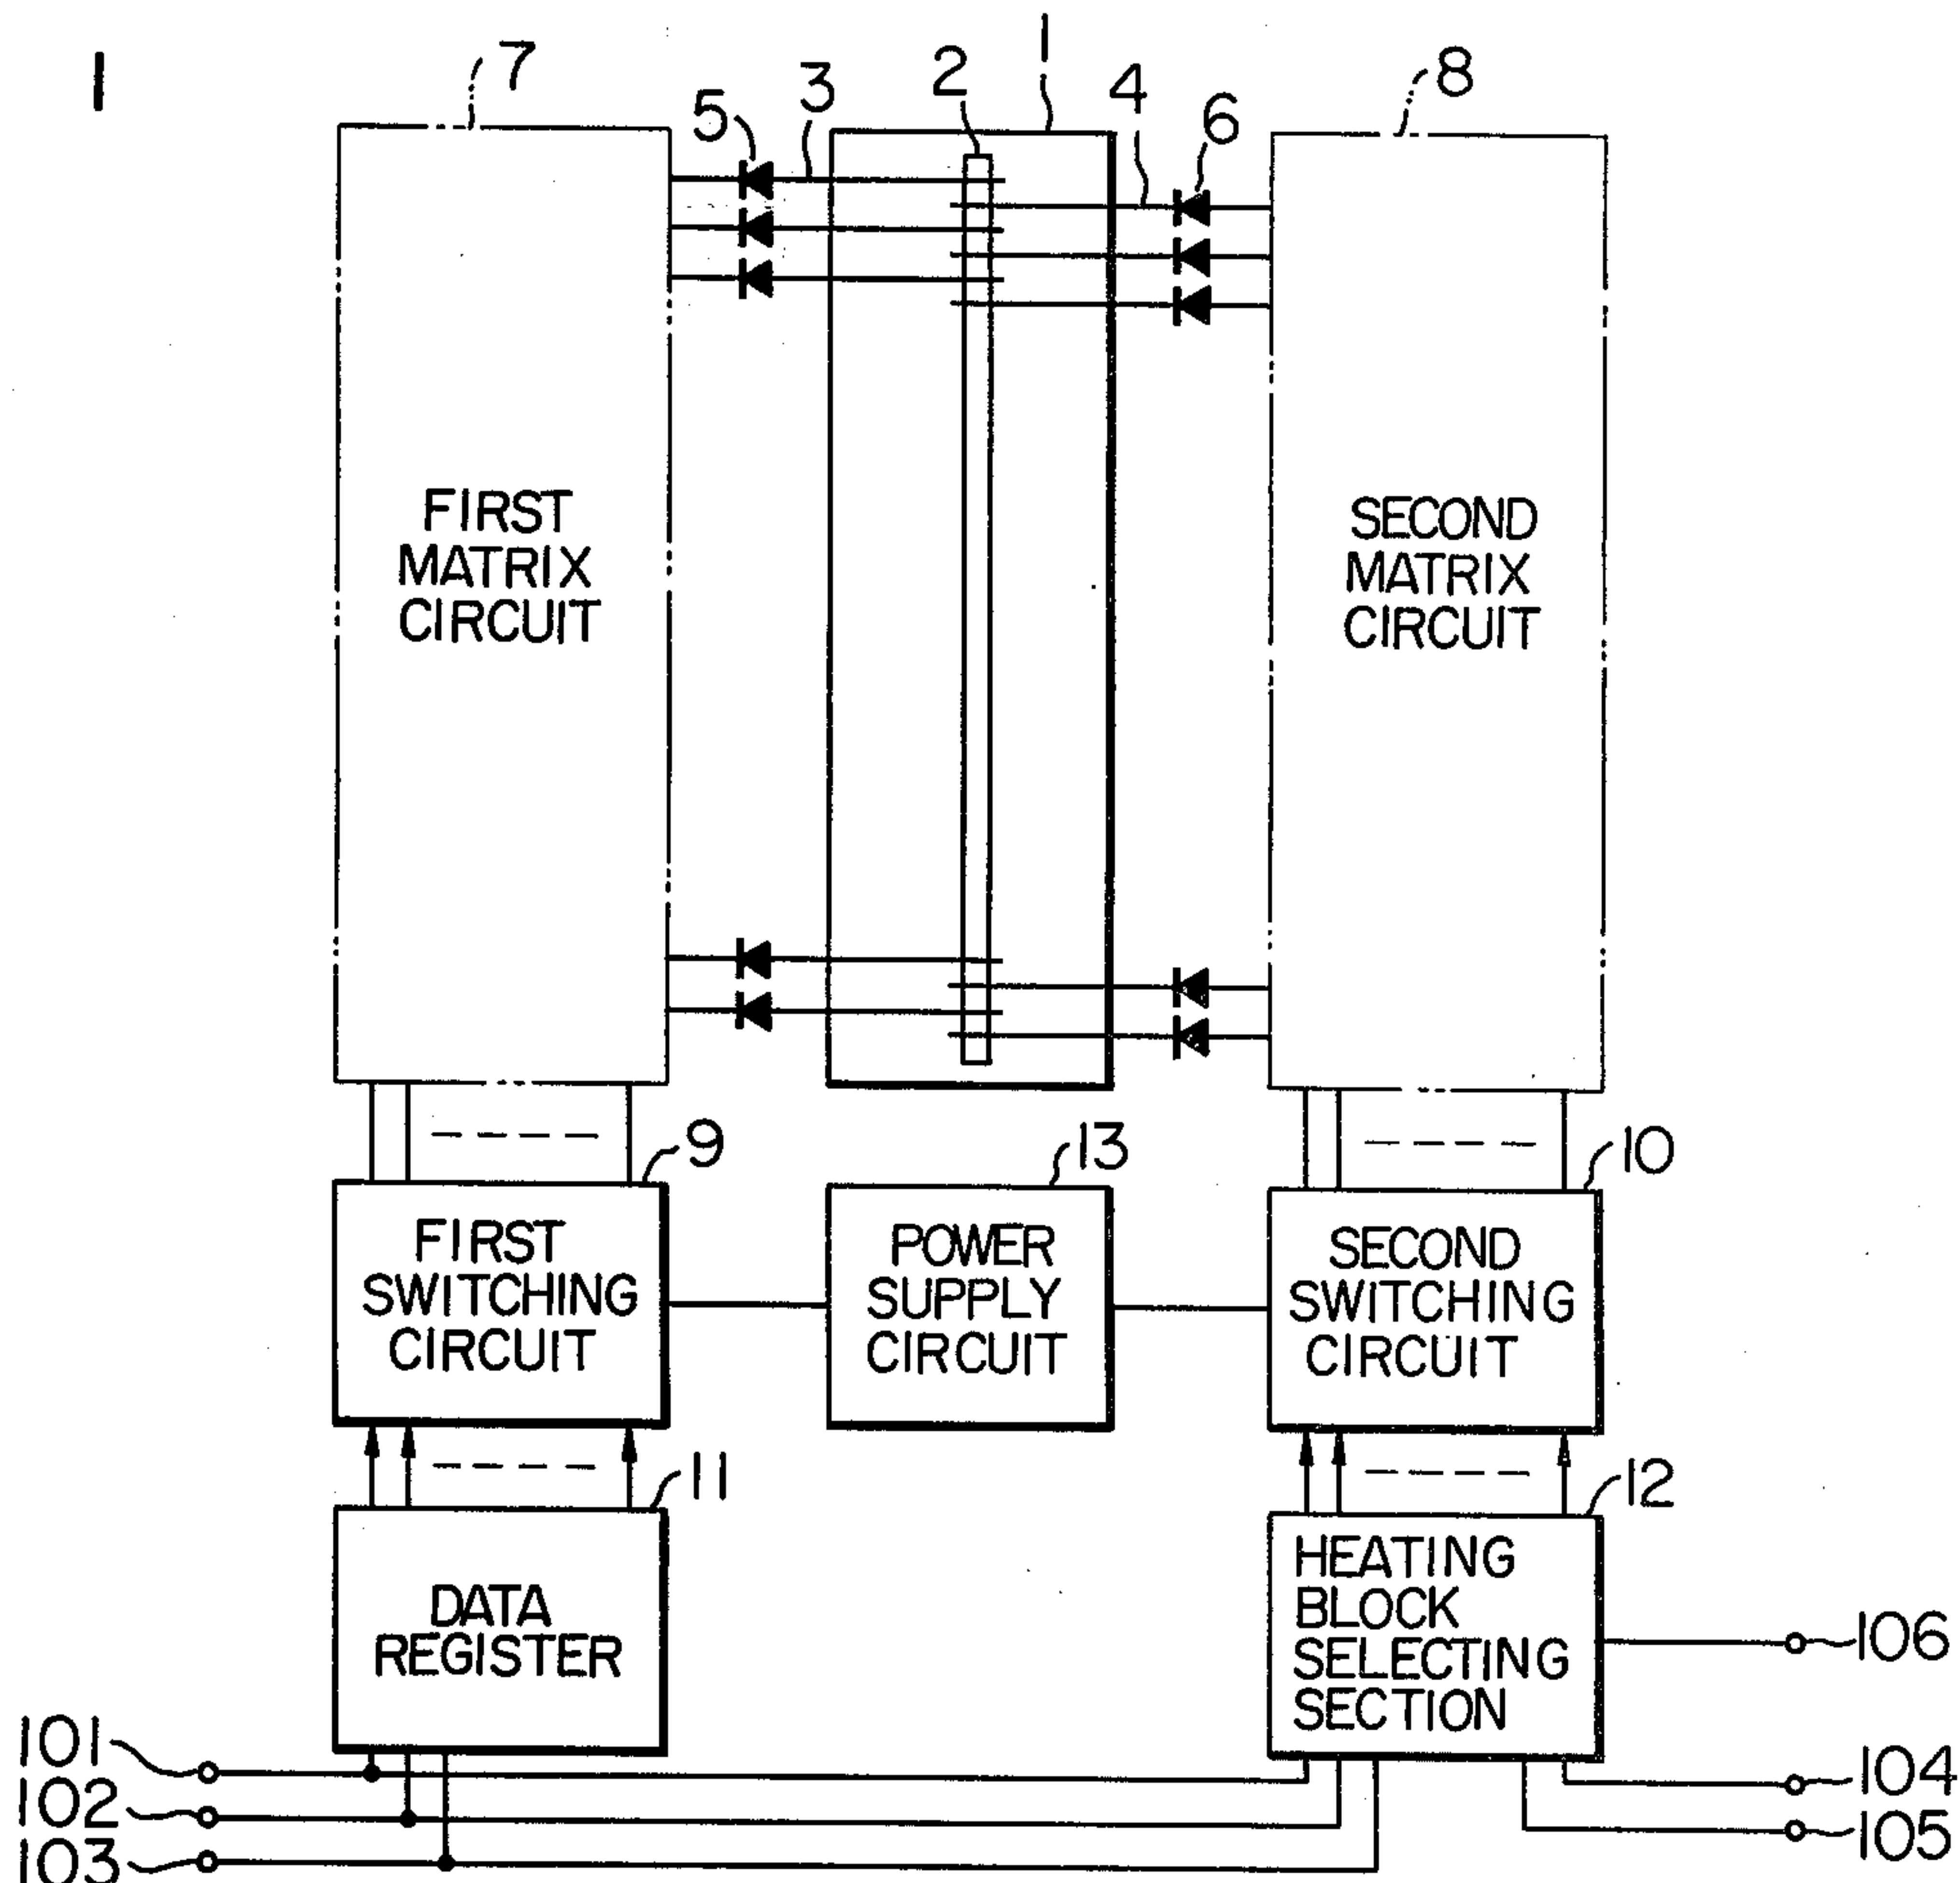 1
7
5
3
2
1
4
6
8
FIRST
MATRIX
CIRCUIT
SECOND
MATRIX
CIRCUIT
9
13
10
FIRST
SWITCHING
CIRCUIT
POWER
SUPPLY
CIRCUIT
SECOND
SWITCHING
CIRCUIT
11
12
DATA
REGISTER
HEATING
BLOCK
SELECTING
SECTION
106
101
102
103
104
105